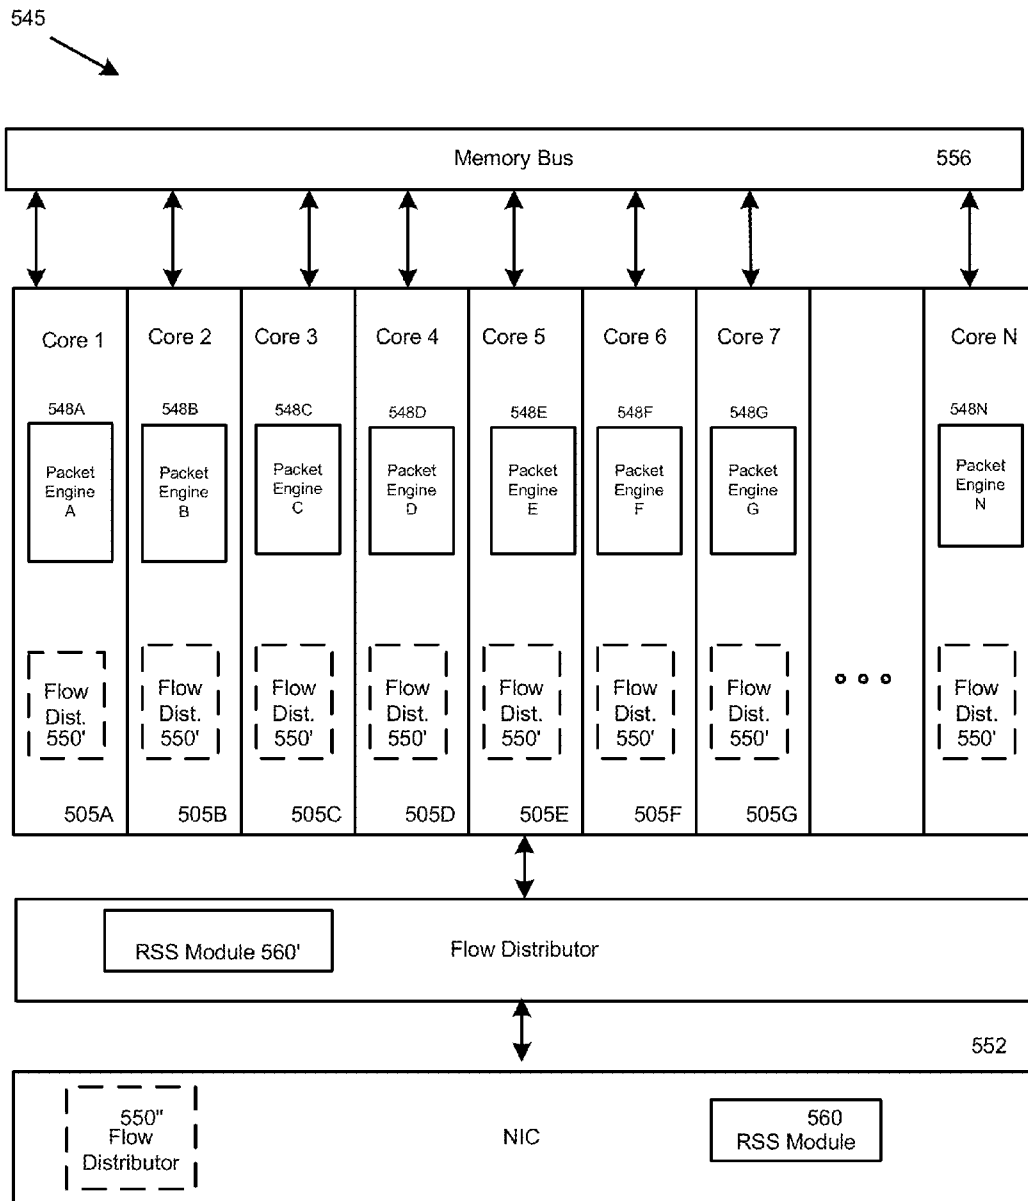 545
Memory Bus 556
Core 1 Core 2 Core 3 Core 4 Core 5 Core 6 Core 7 Core N
548A 548B 548C 548D 548E 548F 548G 548N
Packet Engine A
Packet Engine B
Packet Engine C
Packet Engine D
Packet Engine E
Packet Engine F
Packet Engine G
Packet Engine N
Flow Dist. 550'
Flow Dist. 550'
Flow Dist. 550'
Flow Dist. 550'
Flow Dist. 550'
Flow Dist. 550'
Flow Dist. 550'
Flow Dist. 550'
505A 505B 505C 505D 505E 505F 505G
RSS Module 560' Flow Distributor
552
550"
Flow
Distributor
NIC
560
RSS Module